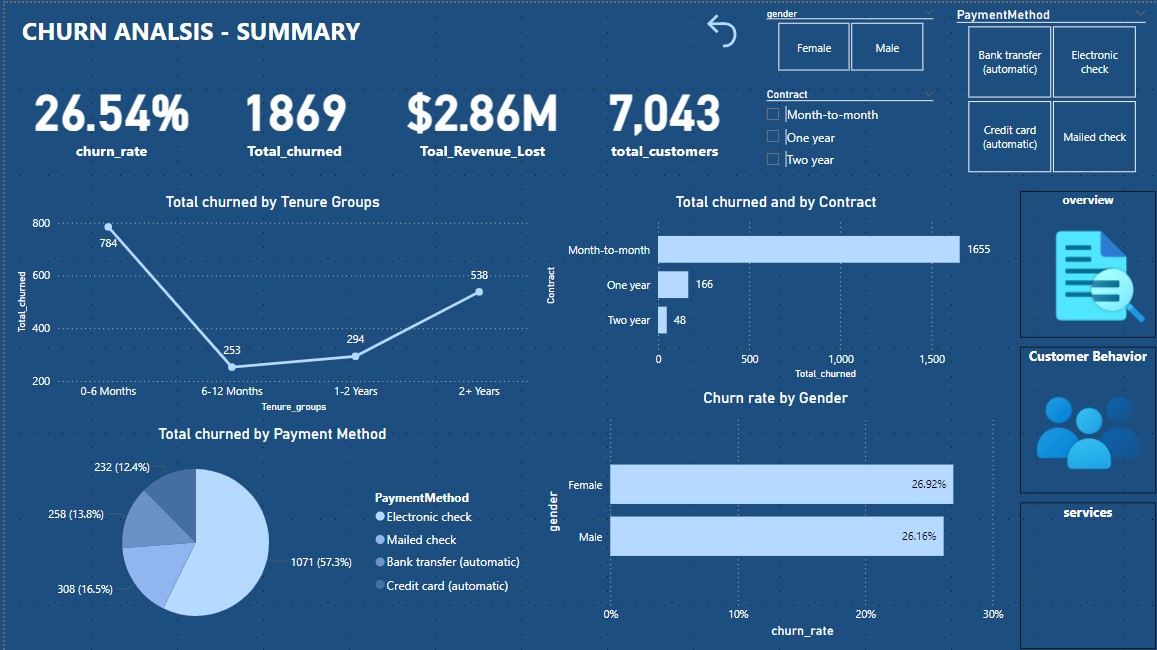 CHURN ANALSIS - SUMMARY
gender
Female
Male
PaymentMethod
Bank transfer
(automatic)
Electronic
check
Credit card
(automatic)
Mailed check
Contract
Month-to-month
One year
Two year
26.54%
churn_rate
1869
Total_churned
$2.86M
Toal_Revenue_Lost
7,043
total_customers
Total churned by Tenure Groups
Total_churned
800
600
400
200
784
253
294
538
0-6 Months
6-12 Months
1-2 Years
2+ Years
Tenure_groups
Total churned and by Contract
Contract
Month-to-month
1655
One year
166
Two year
48
0
500
1,000
1,500
Total_churned
overview
Customer Behavior
services
Total churned by Payment Method
232 (12.4%)
258 (13.8%)
308 (16.5%)
1071 (57.3%)
PaymentMethod
Electronic check
Mailed check
Bank transfer (automatic)
Credit card (automatic)
Churn rate by Gender
gender
Female
26.92%
Male
26.16%
0%
10%
20%
30%
churn_rate